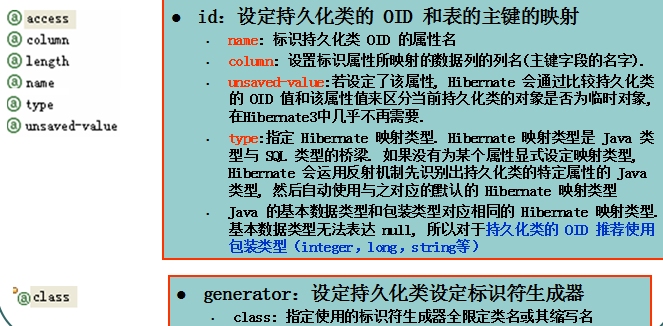 access
column
length
name
type
unsaved-value
● id: 设定持久化类的 OID 和表的主键的映射
· name: 标识持久化类 OID 的属性名
· column: 设置标识属性所映射的数据列的列名(主键字段的名字).
· unsaved-value:若设定了该属性, Hibernate 会通过比较持久化类
的 OID 值和该属性值来区分当前持久化类的对象是否为临时对象,
在Hibernate3中几乎不再需要.
· type:指定 Hibernate 映射类型. Hibernate 映射类型是 Java 类
型与 SQL 类型的桥梁. 如果没有为某个属性显式设定映射类型,
Hibernate 会运用反射机制先识别出持久化类的特定属性的 Java
类型, 然后自动使用与之对应的默认的 Hibernate 映射类型
· Java 的基本数据类型和包装类型对应相同的 Hibernate 映射类型.
基本数据类型无法表达 null, 所以对于持久化类的 OID 推荐使用
包装类型（integer，long，string等）
class
● generator: 设定持久化类设定标识符生成器
· class: 指定使用的标识符生成器全限定类名或其缩写名